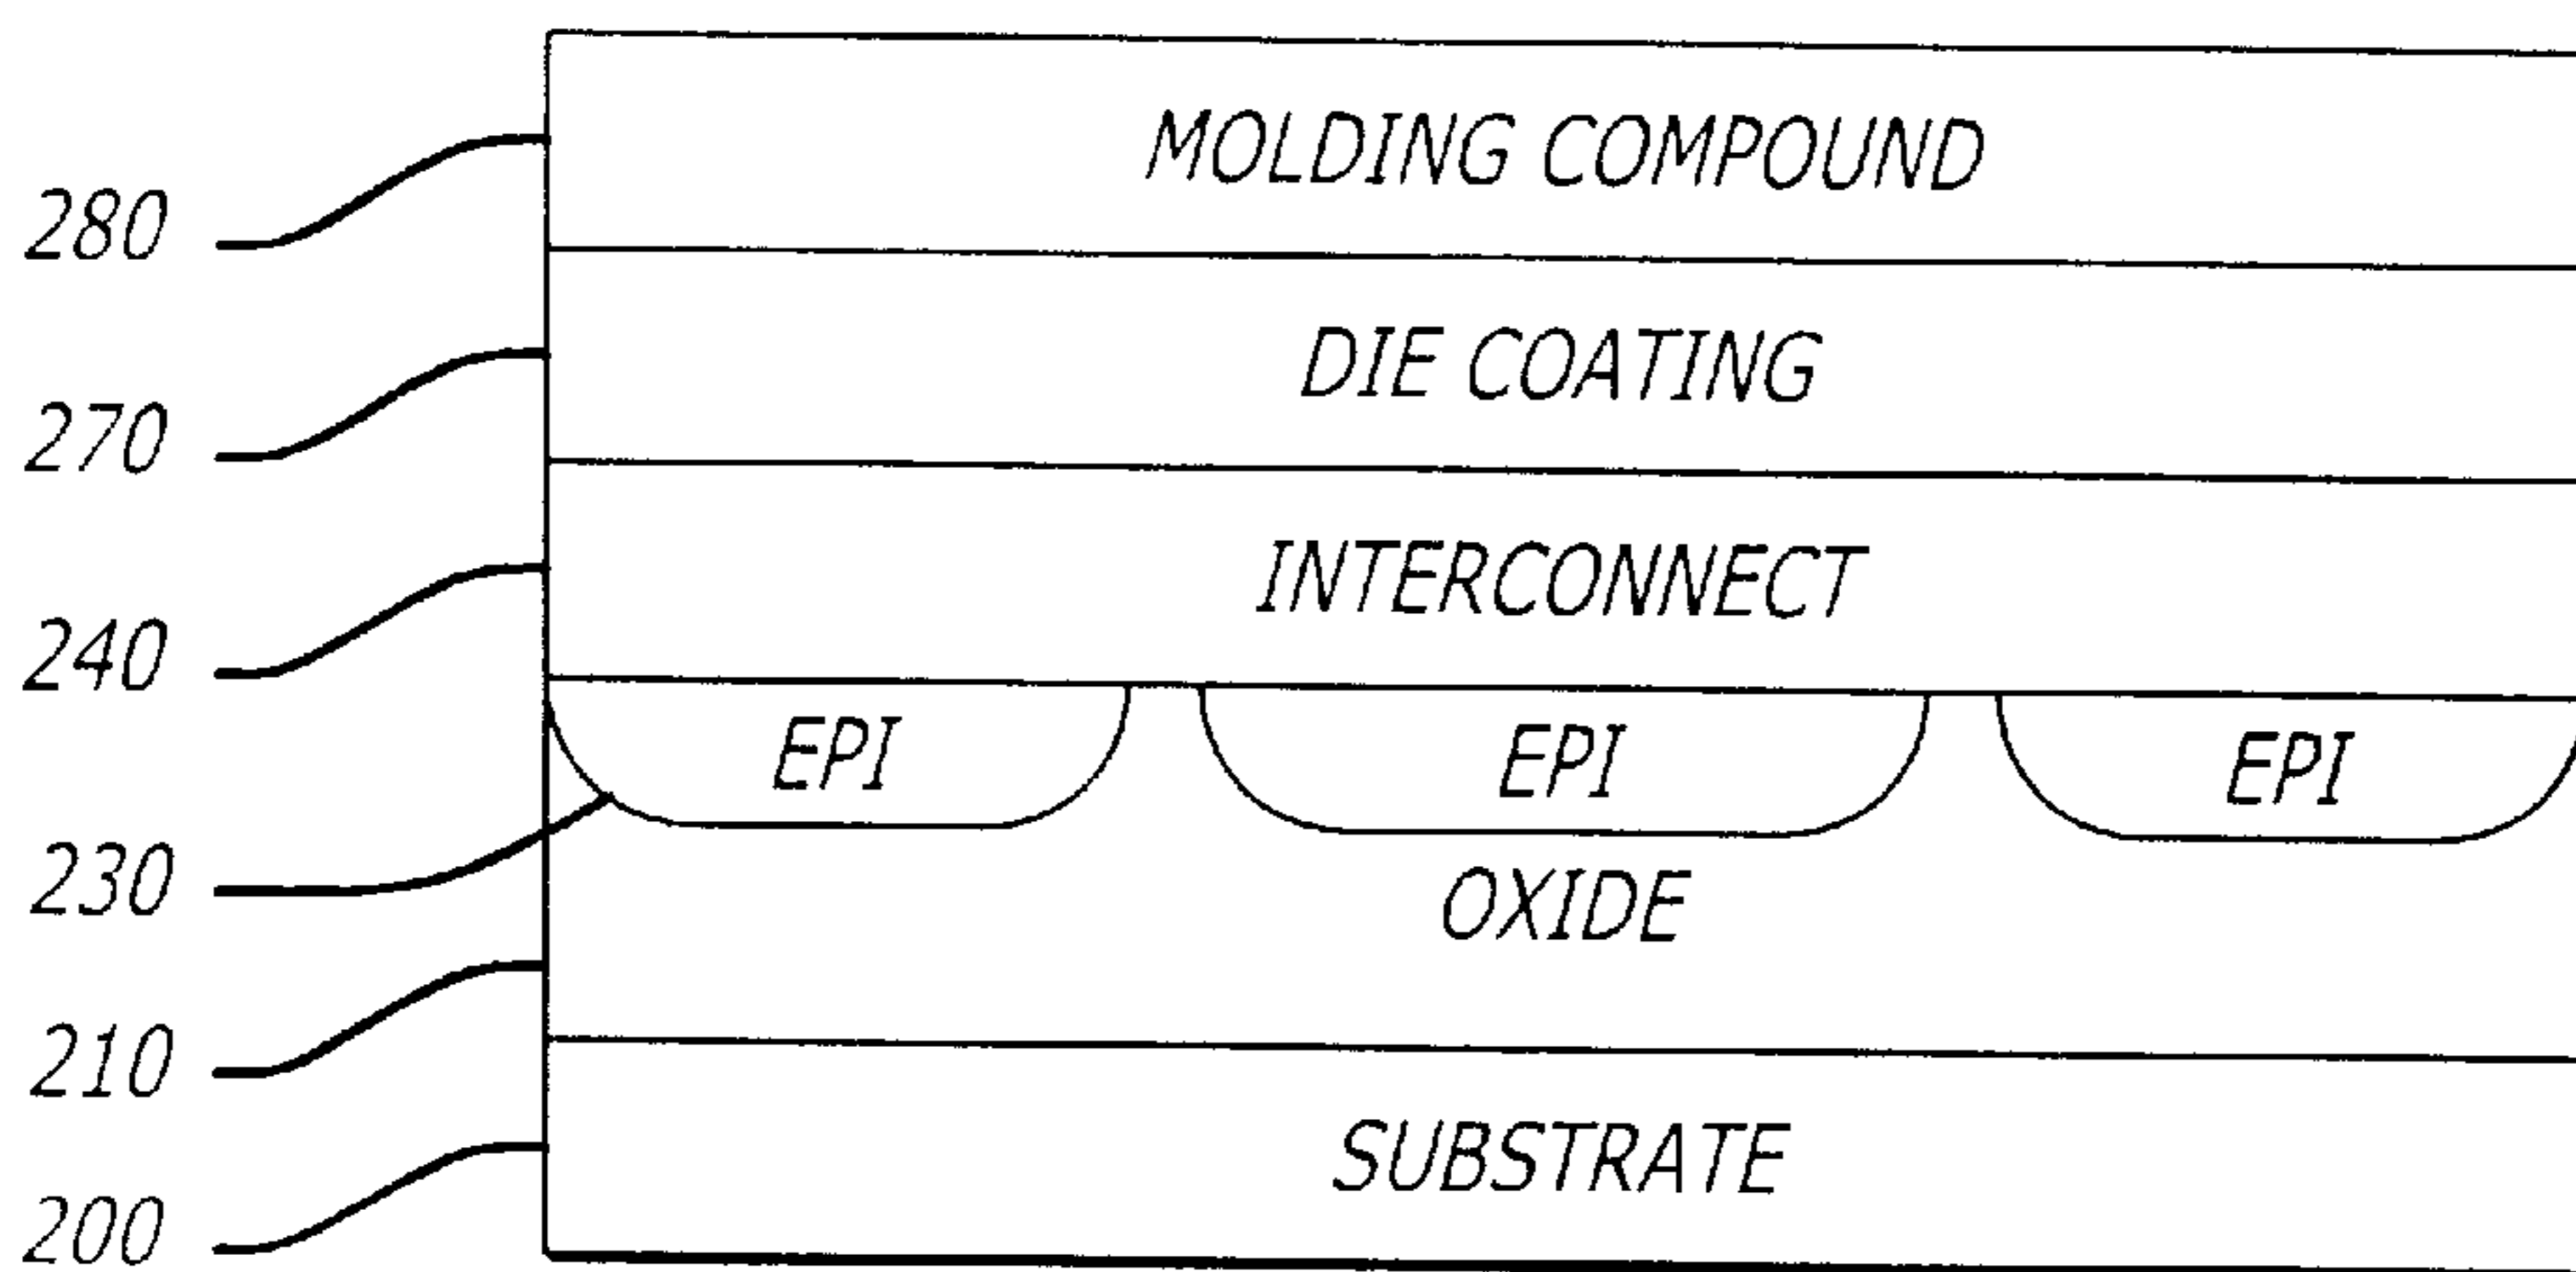 MOLDING COMPOUND
280
DIE COATING
270
INTERCONNECT
240
EPI EPI EPI
230
OXIDE
210
SUBSTRATE
200